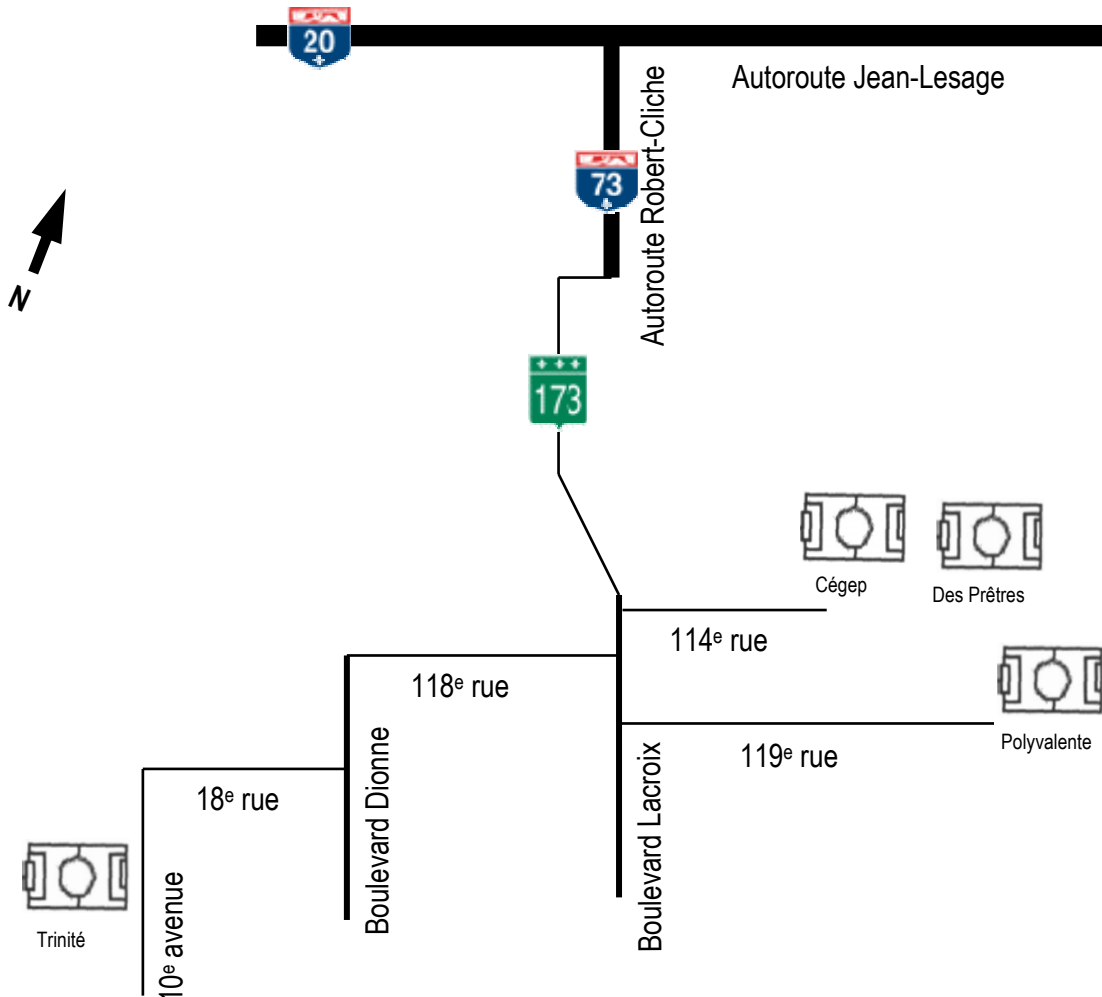 20
Autoroute Jean-Lesage
Autoroute Robert-Cliche
73
N
173
Cégep
Des Prêtres
114e rue
118e rue
Polyvalente
119e rue
Boulevard Dionne
Boulevard Lacroix
18e rue
10e avenue
Trinité